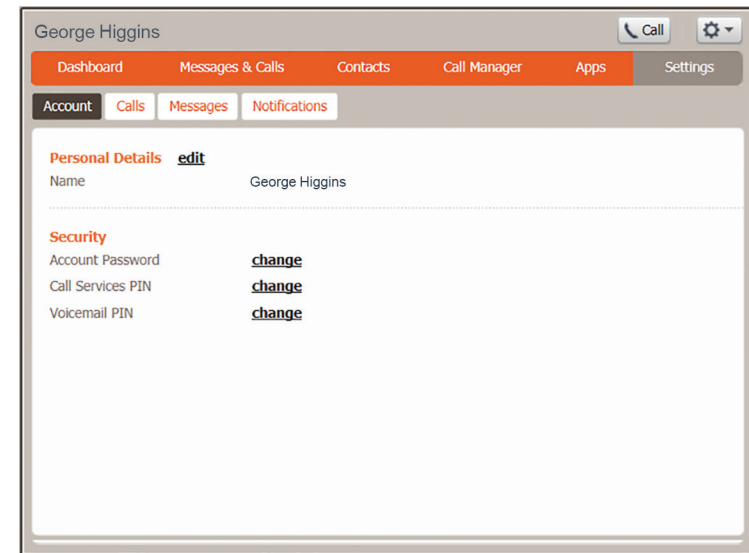 George Higgins Call
Dashboard Messages & Calls Contacts Call Manager Apps Settings
Account Calls Messages Notifications
Personal Details edit
Name George Higgins
Security
Account Password change
Call Services PIN change
Voicemail PIN change